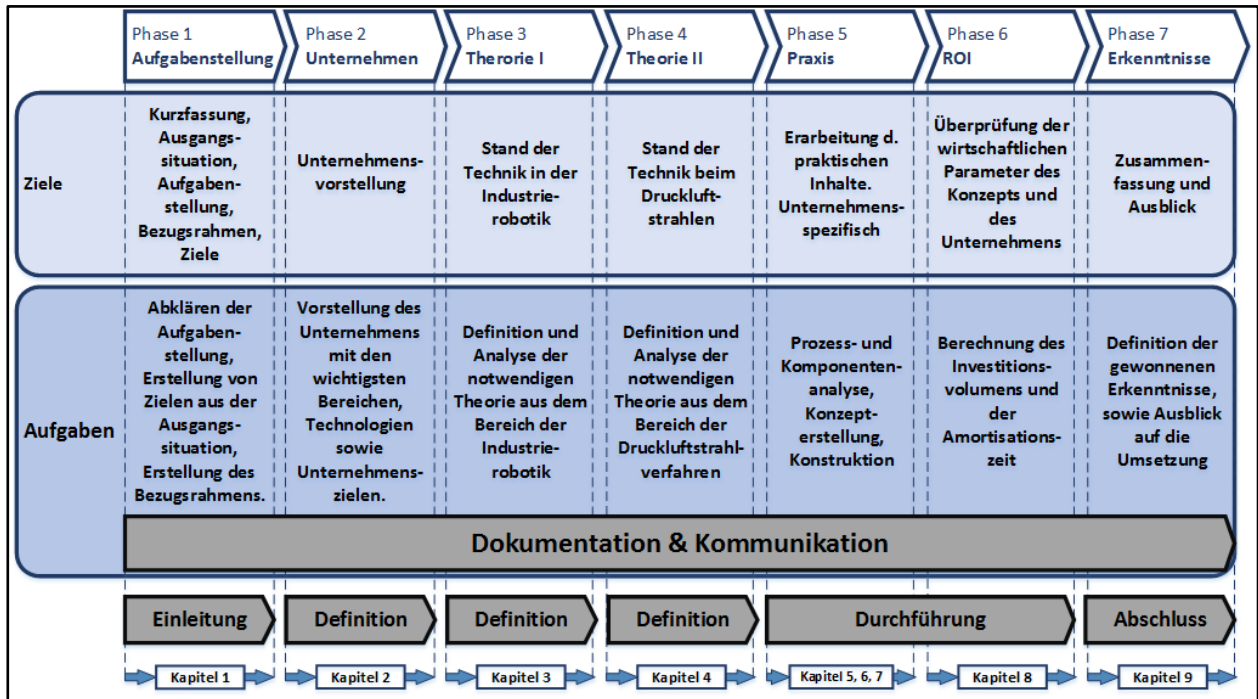 Phase 1
Aufgabenstellung
Phase 2
Unternehmen
Phase 3
Therorie I
Phase 4
Theorie II
Phase 5
Praxis
Phase 6
ROI
Phase 7
Erkenntnisse
Ziele
Kurzfassung,
Ausgangs-
situation,
Aufgaben-
stellung,
Bezugsrahmen,
Ziele
Unternehmens-
vorstellung
Stand der
Technik in der
Industrie-
robotik
Stand der
Technik beim
Druckluft-
strahlen
Erarbeitung d.
praktischen
Inhalte.
Unternehmens-
spezifisch
Überprüfung der
wirtschaftlichen
Parameter des
Konzepts und
des
Unternehmens
Zusammen-
fassung und
Ausblick
Aufgaben
Abklären der
Aufgaben-
stellung,
Erstellung von
Zielen aus der
Ausgangs-
situation,
Erstellung des
Bezugsrahmens.
Vorstellung des
Unternehmens
mit den
wichtigsten
Bereichen,
Technologien
sowie
Unternehmens-
zielen.
Definition und
Analyse der
notwendigen
Theorie aus dem
Bereich der
Industrie-
robotik
Definition und
Analyse der
notwendigen
Theorie aus dem
Bereich der
Druckluftstrahl-
verfahren
Prozess- und
Komponenten-
analyse,
Konzept-
erstellung,
Konstruktion
Berechnung des
Investitions-
volumens und
der
Amortisations-
zeit
Definition der
gewonnenen
Erkenntnisse,
sowie Ausblick
auf die
Umsetzung
Dokumentation & Kommunikation
Einleitung
Definition
Definition
Definition
Durchführung
Abschluss
Kapitel 1
Kapitel 2
Kapitel 3
Kapitel 4
Kapitel 5, 6, 7
Kapitel 8
Kapitel 9